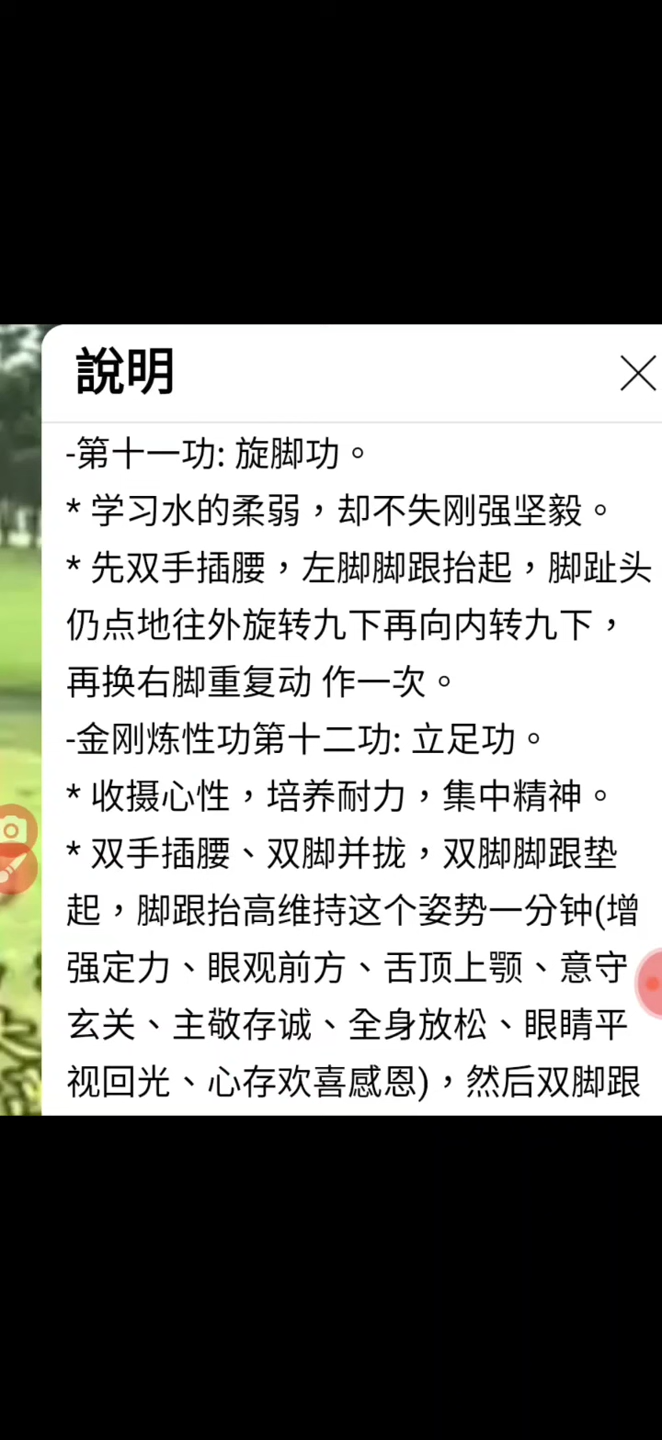 說明
-第十一功: 旋脚功。
* 学习水的柔弱，却不失刚强坚毅。
* 先双手插腰，左脚脚跟抬起，脚趾头
仍点地往外旋转九下再向内转九下，
再换右脚重复动 作一次。
-金刚炼性功第十二功: 立足功。
* 收摄心性，培养耐力，集中精神。
* 双手插腰、双脚并拢，双脚脚跟垫
起，脚跟抬高维持这个姿势一分钟(增
强定力、眼观前方、舌顶上颚、意守
玄关、主敬存诚、全身放松、眼睛平
视回光、心存欢喜感恩)，然后双脚跟